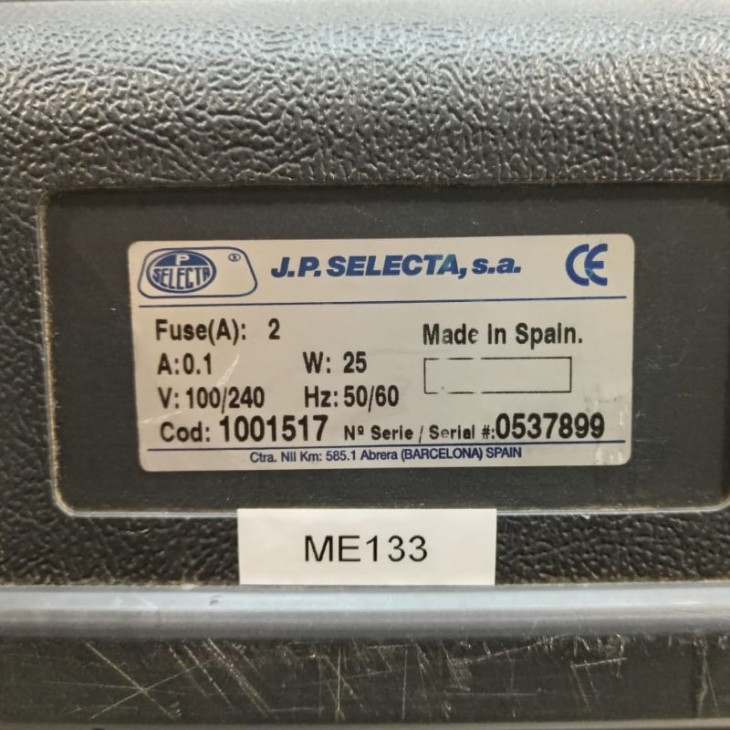 P
SELECTA
®
J.P. SELECTA, s.a.
CE
Fuse(A): 2
Made in Spain.
A:0.1 W: 25
V: 100/240 Hz: 50/60
Cod: 1001517 Nº Serie / Serial #:0537899
Ctra. NII Km: 585.1 Abrera (BARCELONA) SPAIN
ME133